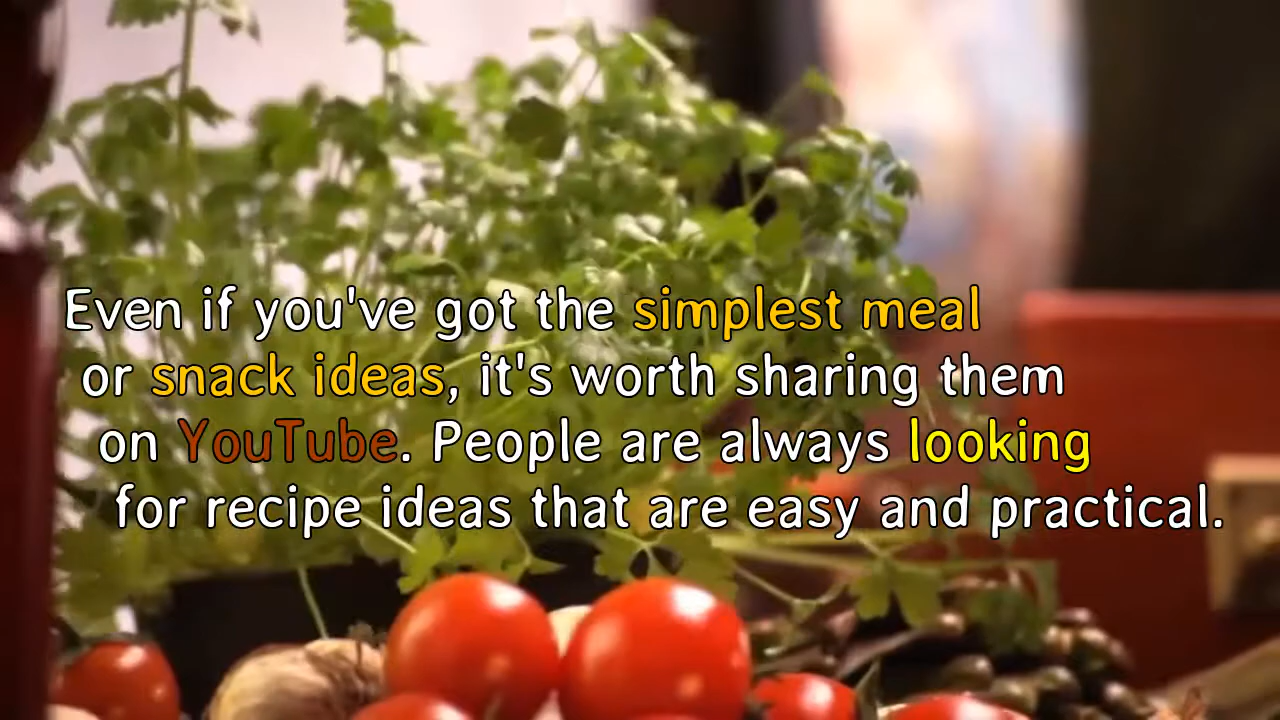 Even if you've got the simplest meal
or snack ideas, it's worth sharing them
on YouTube. People are always looking
for recipe ideas that are easy and practical.